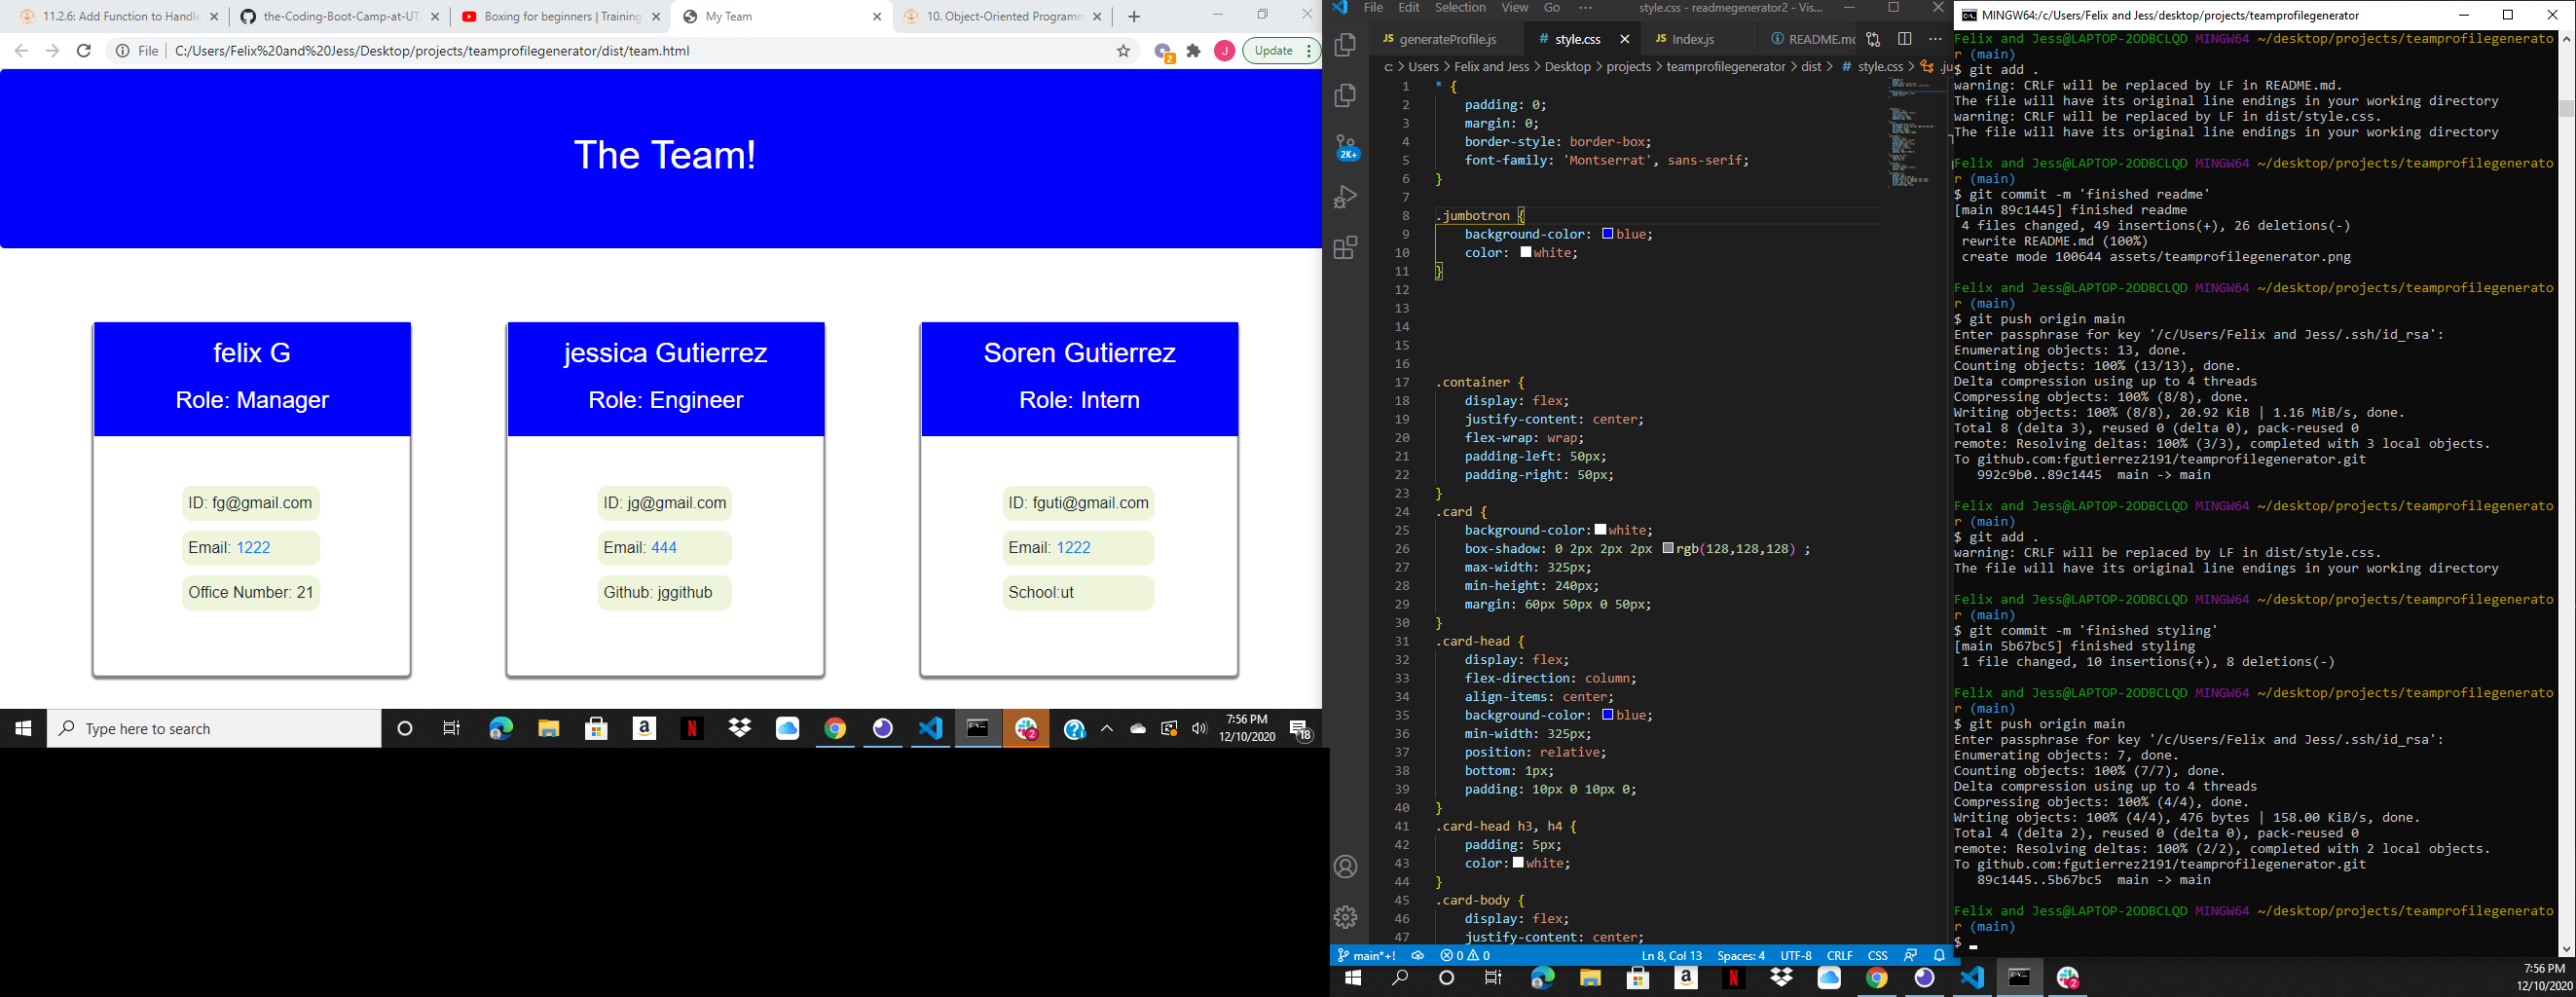 11.2.6: Add Function to Handle
the-Coding-Boot-Camp-at-UT
Boxing for beginners | Training
My Team
10. Object-Oriented Programm
File
C:/Users/Felix%20and%20Jess/Desktop/projects/teamprofilegenerator/dist/team.html
2
J
Update
The Team!
felix G
Role: Manager
ID: fg@gmail.com
Email: 1222
Office Number: 21
jessica Gutierrez
Role: Engineer
ID: jg@gmail.com
Email: 444
Github: jggithub
Soren Gutierrez
Role: Intern
ID: fguti@gmail.com
Email: 1222
School:ut
Type here to search
7:56 PM
12/10/2020
18
File Edit Selection View Go ··· style.css - readmegenerator2 - Vis...
JS generateProfile.js
# style.css
JS Index.js
README.mc
c: > Users > Felix and Jess > Desktop > projects > teamprofilegenerator > dist > # style.css > .ju
2K+
1 * {
2 padding: 0;
3 margin: 0;
4 border-style: border-box;
5 font-family: 'Montserrat', sans-serif;
6 }
7
8 .jumbotron {
9 background-color: blue;
10 color: white;
11 }
12
13
14
15
16
17 .container {
18 display: flex;
19 justify-content: center;
20 flex-wrap: wrap;
21 padding-left: 50px;
22 padding-right: 50px;
23 }
24 .card {
25 background-color: white;
26 box-shadow: 0 2px 2px 2px rgb(128,128,128) ;
27 max-width: 325px;
28 min-height: 240px;
29 margin: 60px 50px 0 50px;
30 }
31 .card-head {
32 display: flex;
33 flex-direction: column;
34 align-items: center;
35 background-color: blue;
36 min-width: 325px;
37 position: relative;
38 bottom: 1px;
39 padding: 10px 0 10px 0;
40 }
41 .card-head h3, h4 {
42 padding: 5px;
43 color: white;
44 }
45 .card-body {
46 display: flex;
47 justify-content: center;
main*+! 0 0 Ln 8, Col 13 Spaces: 4 UTF-8 CRLF CSS
MINGW64:/c/Users/Felix and Jess/desktop/projects/teamprofilegenerator
Felix and Jess@LAPTOP-2ODBCLQD MINGW64 ~/desktop/projects/teamprofilegenerato
r (main)
$ git add .
warning: CRLF will be replaced by LF in README.md.
The file will have its original line endings in your working directory
warning: CRLF will be replaced by LF in dist/style.css.
The file will have its original line endings in your working directory
Felix and Jess@LAPTOP-2ODBCLQD MINGW64 ~/desktop/projects/teamprofilegenerato
r (main)
$ git commit -m 'finished readme'
[main 89c1445] finished readme
4 files changed, 49 insertions(+), 26 deletions(-)
rewrite README.md (100%)
create mode 100644 assets/teamprofilegenerator.png
Felix and Jess@LAPTOP-2ODBCLQD MINGW64 ~/desktop/projects/teamprofilegenerato
r (main)
$ git push origin main
Enter passphrase for key '/c/Users/Felix and Jess/.ssh/id_rsa':
Enumerating objects: 13, done.
Counting objects: 100% (13/13), done.
Delta compression using up to 4 threads
Compressing objects: 100% (8/8), done.
Writing objects: 100% (8/8), 20.92 KiB | 1.16 MiB/s, done.
Total 8 (delta 3), reused 0 (delta 0), pack-reused 0
remote: Resolving deltas: 100% (3/3), completed with 3 local objects.
To github.com:fgutierrez2191/teamprofilegenerator.git
992c9b0..89c1445 main -> main
Felix and Jess@LAPTOP-2ODBCLQD MINGW64 ~/desktop/projects/teamprofilegenerato
r (main)
$ git add .
warning: CRLF will be replaced by LF in dist/style.css.
The file will have its original line endings in your working directory
Felix and Jess@LAPTOP-2ODBCLQD MINGW64 ~/desktop/projects/teamprofilegenerato
r (main)
$ git commit -m 'finished styling'
[main 5b67bc5] finished styling
1 file changed, 10 insertions(+), 8 deletions(-)
Felix and Jess@LAPTOP-2ODBCLQD MINGW64 ~/desktop/projects/teamprofilegenerato
r (main)
$ git push origin main
Enter passphrase for key '/c/Users/Felix and Jess/.ssh/id_rsa':
Enumerating objects: 7, done.
Counting objects: 100% (7/7), done.
Delta compression using up to 4 threads
Compressing objects: 100% (4/4), done.
Writing objects: 100% (4/4), 476 bytes | 158.00 KiB/s, done.
Total 4 (delta 2), reused 0 (delta 0), pack-reused 0
remote: Resolving deltas: 100% (2/2), completed with 2 local objects.
To github.com:fgutierrez2191/teamprofilegenerator.git
89c1445..5b67bc5 main -> main
Felix and Jess@LAPTOP-2ODBCLQD MINGW64 ~/desktop/projects/teamprofilegenerato
r (main)
$
7:56 PM
12/10/2020